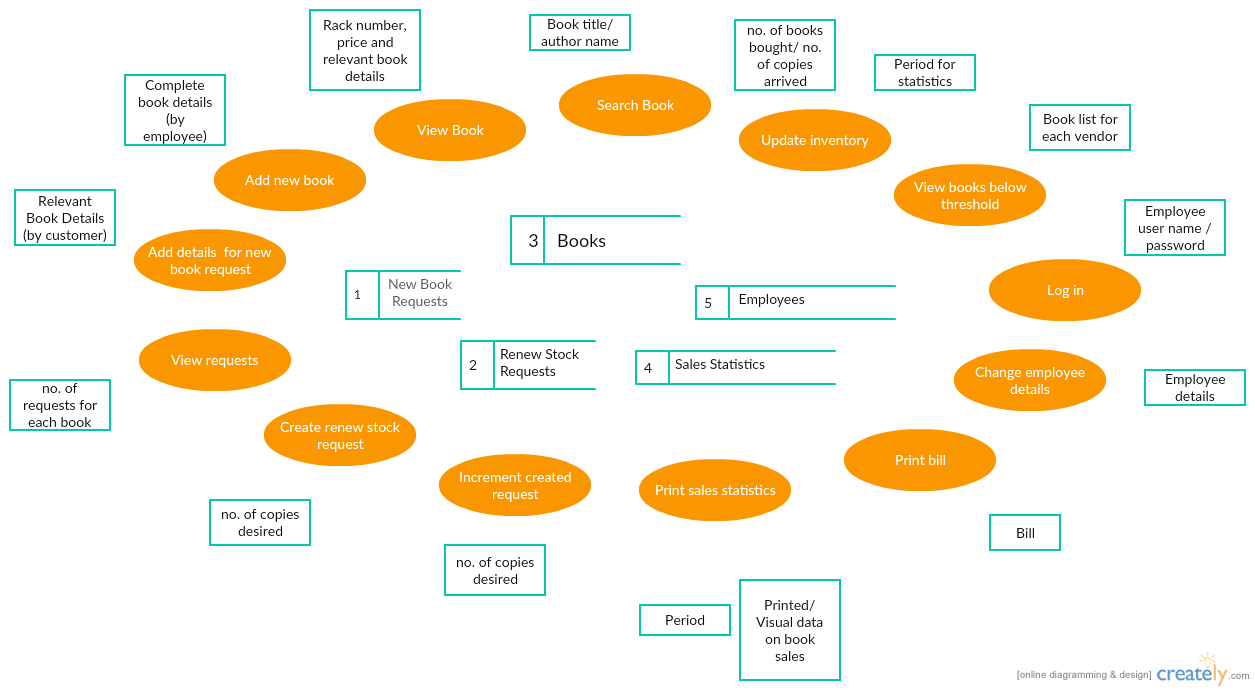 Rack number,
price and
relevant book
details
Book title/
author name
no. of books
bought/ no.
of copies
arrived
Period for
statistics
Complete
book details
(by
employee)
Search Book
View Book
Update inventory
Book list for
each vendor
Add new book
View books below
threshold
Relevant
Book Details
(by customer)
Employee
user name /
password
Add details  for new
book request
3 Books
1 New Book
Requests
5 Employees
Log in
View requests
2 Renew Stock
Requests
4 Sales Statistics
Change employee
details
Employee
details
no. of
requests for
each book
Create renew stock
request
Print bill
Increment created
request
Print sales statistics
no. of copies
desired
Bill
no. of copies
desired
Period
Printed/
Visual data
on book
sales
[online diagramming & design] creately.com